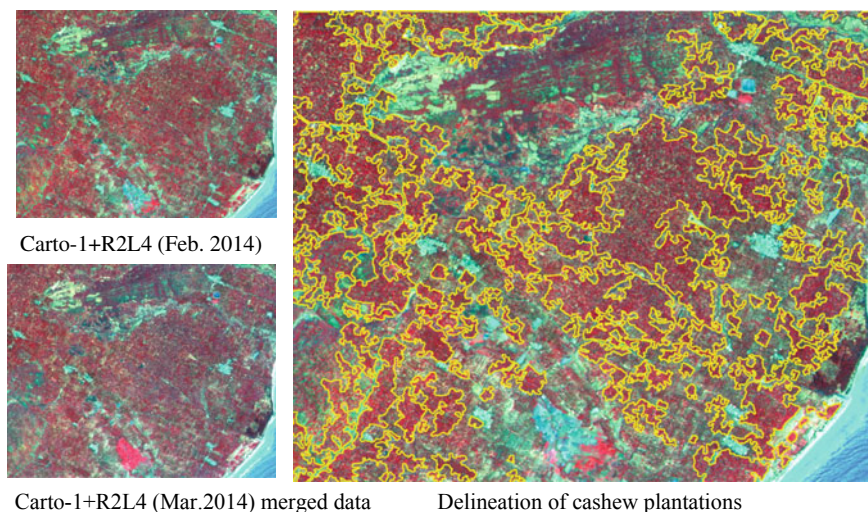 Carto-1+R2L4 (Feb. 2014)
Carto-1+R2L4 (Mar.2014) merged data
Delineation of cashew plantations